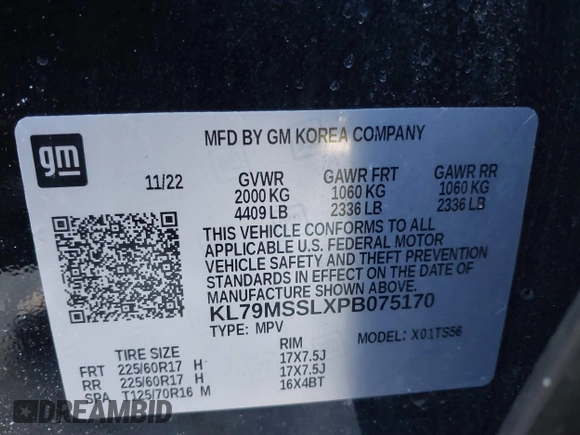 MFD BY GM KOREA COMPANY
gm
11/22 GVWR GAWR FRT GAWR RR
2000 KG 1060 KG 1060 KG
4409 LB 2336 LB 2336 LB
THIS VEHICLE CONFORMS TO ALL
APPLICABLE U.S. FEDERAL MOTOR
VEHICLE SAFETY AND THEFT PREVENTION
STANDARDS IN EFFECT ON THE DATE OF
MANUFACTURE SHOWN ABOVE.
KL79MSSLXPB075170
TYPE: MPV MODEL: X01TS56
TIRE SIZE RIM
FRT 225/60R17 H 17X7.5J
RR 225/60R17 H 17X7.5J
SPA T125/70R16 M 16X4BT
DREAMBID